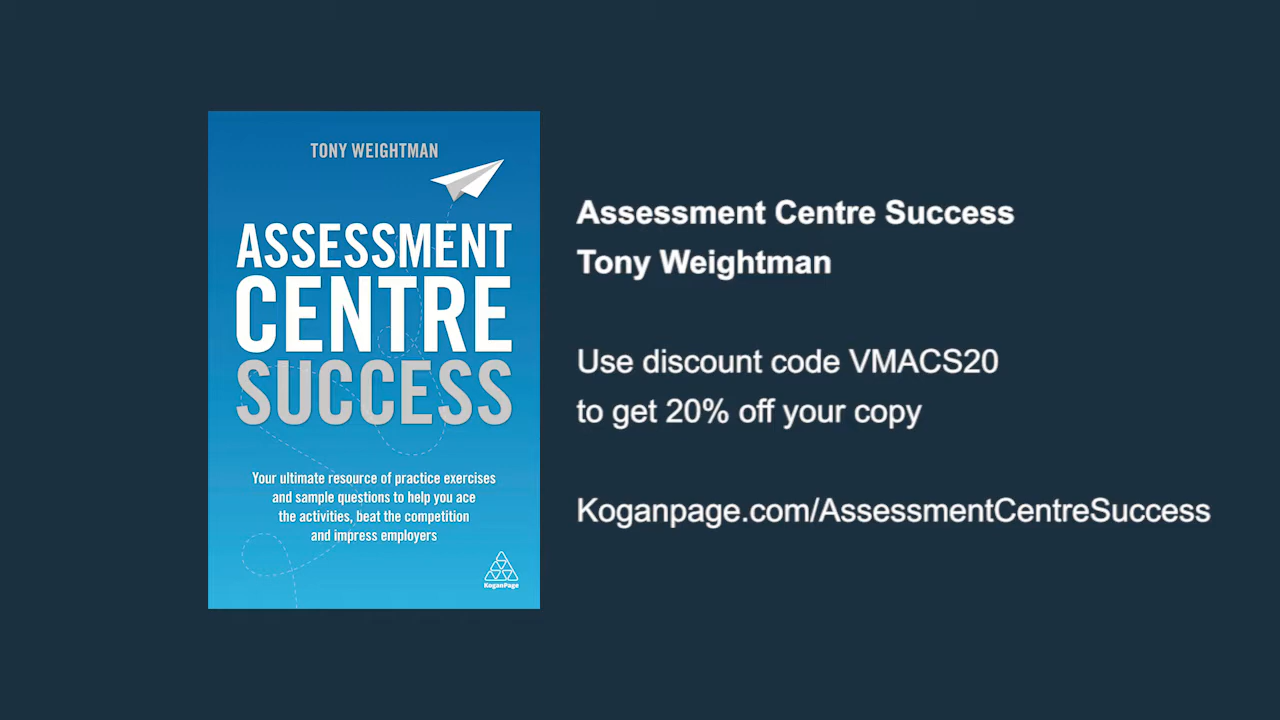 TONY WEIGHTMAN
ASSESSMENT
CENTRE
SUCCESS
Your ultimate resource of practice exercises
and sample questions to help you ace
the activities, beat the competition
and impress employers
KoganPage
Assessment Centre Success
Tony Weightman
Use discount code VMACS20
to get 20% off your copy
Koganpage.com/AssessmentCentreSuccess